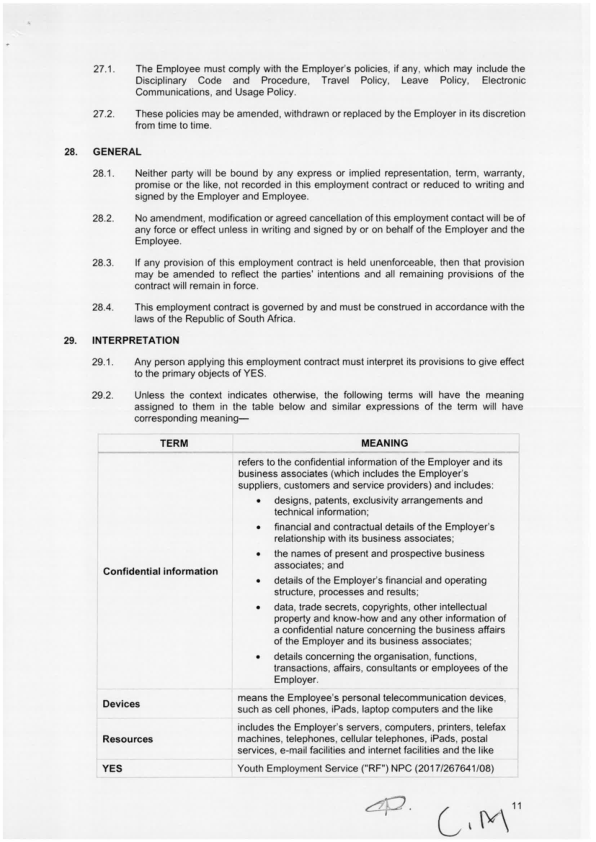 27.1. The Employee must comply with the Employer's policies, if any, which may include the
Disciplinary Code and Procedure, Travel Policy, Leave Policy, Electronic
Communications, and Usage Policy.
27.2. These policies may be amended, withdrawn or replaced by the Employer in its discretion
from time to time.
28. GENERAL
28.1. Neither party will be bound by any express or implied representation, term, warranty,
promise or the like, not recorded in this employment contract or reduced to writing and
signed by the Employer and Employee.
28.2. No amendment, modification or agreed cancellation of this employment contact will be of
any force or effect unless in writing and signed by or on behalf of the Employer and the
Employee.
28.3. If any provision of this employment contract is held unenforceable, then that provision
may be amended to reflect the parties' intentions and all remaining provisions of the
contract will remain in force.
28.4. This employment contract is governed by and must be construed in accordance with the
laws of the Republic of South Africa.
29. INTERPRETATION
29.1. Any person applying this employment contract must interpret its provisions to give effect
to the primary objects of YES.
29.2. Unless the context indicates otherwise, the following terms will have the meaning
assigned to them in the table below and similar expressions of the term will have
corresponding meaning—
TERM MEANING
Confidential information
refers to the confidential information of the Employer and its
business associates (which includes the Employer's
suppliers, customers and service providers) and includes:
• designs, patents, exclusivity arrangements and
technical information;
• financial and contractual details of the Employer's
relationship with its business associates;
• the names of present and prospective business
associates; and
• details of the Employer's financial and operating
structure, processes and results;
• data, trade secrets, copyrights, other intellectual
property and know-how and any other information of
a confidential nature concerning the business affairs
of the Employer and its business associates;
• details concerning the organisation, functions,
transactions, affairs, consultants or employees of the
Employer.
Devices
means the Employee's personal telecommunication devices,
such as cell phones, iPads, laptop computers and the like
Resources
includes the Employer's servers, computers, printers, telefax
machines, telephones, cellular telephones, iPads, postal
services, e-mail facilities and internet facilities and the like
YES Youth Employment Service ("RF") NPC (2017/267641/08)
C.M
11